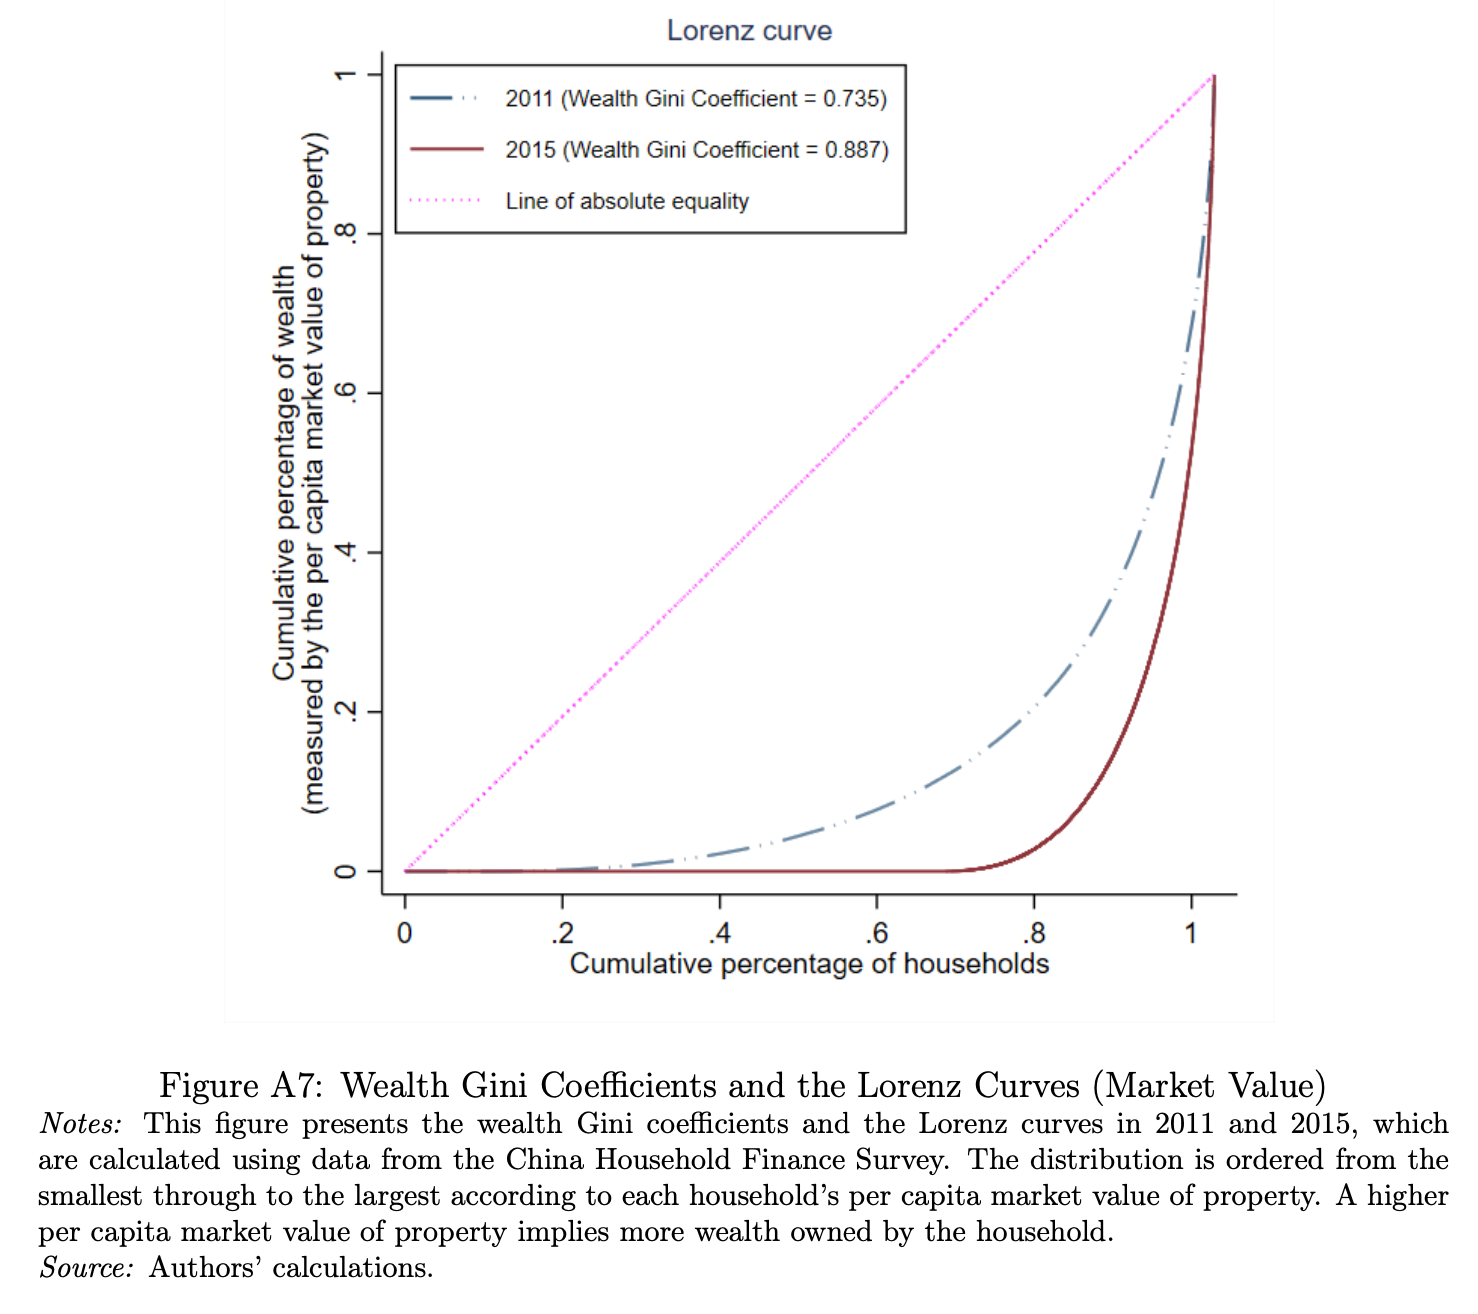 Lorenz curve
2011 (Wealth Gini Coefficient = 0.735)
2015 (Wealth Gini Coefficient = 0.887)
Line of absolute equality
Cumulative percentage of wealth
(measured by the per capita market value of property)
1
.8
.6
.4
.2
0
0 .2 .4 .6 .8 1
Cumulative percentage of households
Figure A7: Wealth Gini Coefficients and the Lorenz Curves (Market Value)
Notes: This figure presents the wealth Gini coefficients and the Lorenz curves in 2011 and 2015, which
are calculated using data from the China Household Finance Survey. The distribution is ordered from the
smallest through to the largest according to each household's per capita market value of property. A higher
per capita market value of property implies more wealth owned by the household.
Source: Authors' calculations.